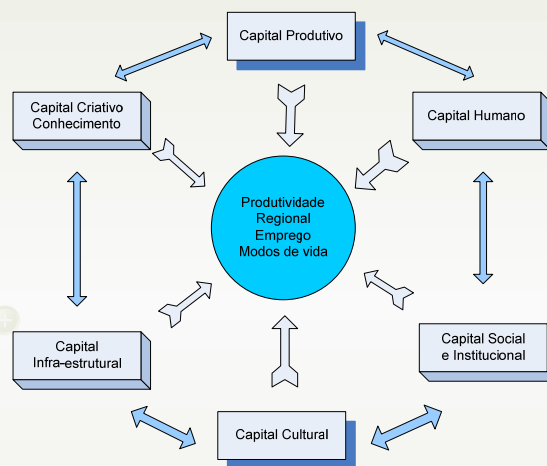 Capital Produtivo
Capital Criativo
Conhecimento
Capital Humano
Produtividade
Regional
Emprego
Modos de vida
Capital
Infra-estrutural
Capital Social
e Institucional
Capital Cultural